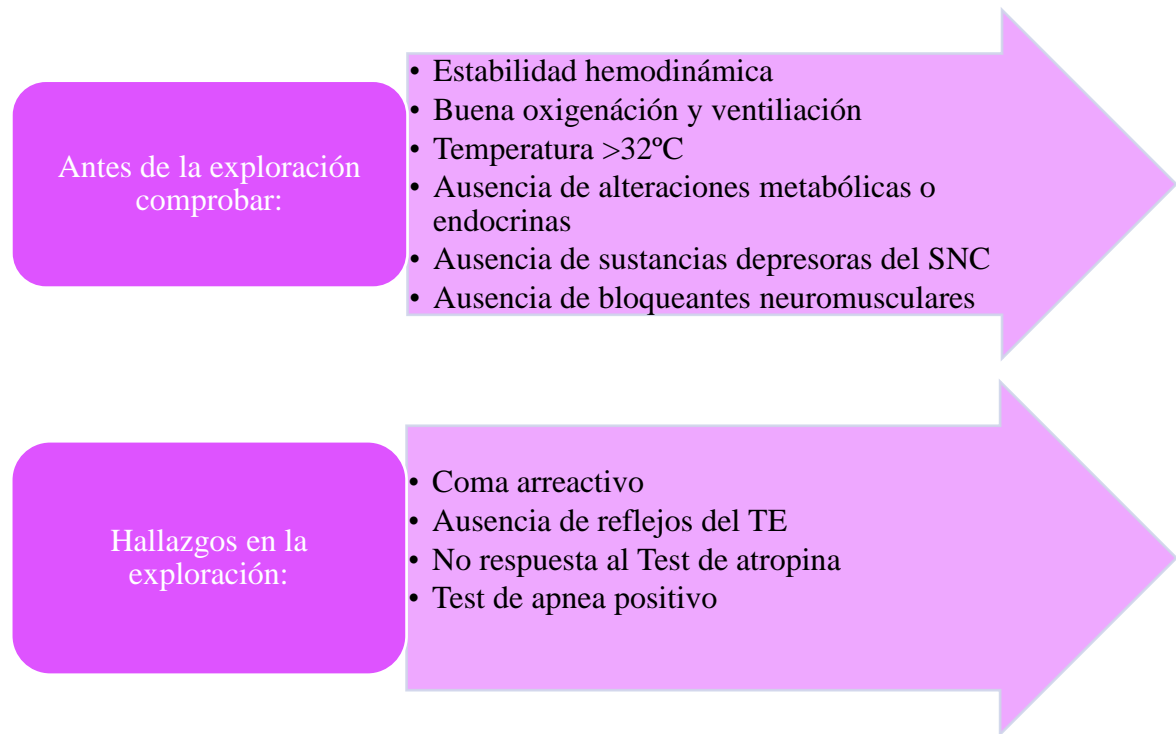 Antes de la exploración
comprobar:
• Estabilidad hemodinámica
• Buena oxigenáción y ventiliación
• Temperatura >32ºC
• Ausencia de alteraciones metabólicas o
endocrinas
• Ausencia de sustancias depresoras del SNC
• Ausencia de bloqueantes neuromusculares
Hallazgos en la
exploración:
• Coma arreactivo
• Ausencia de reflejos del TE
• No respuesta al Test de atropina
• Test de apnea positivo